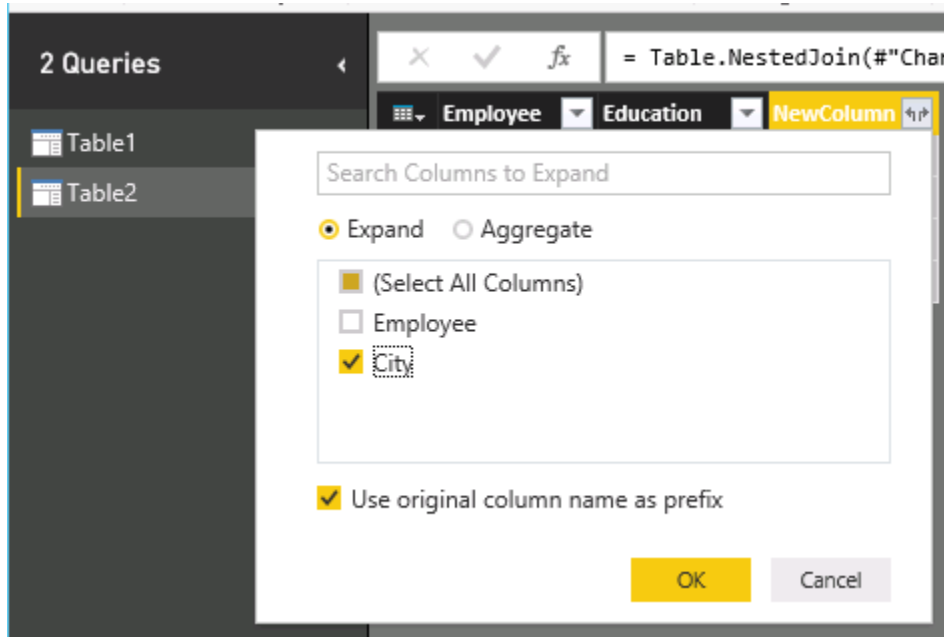 2 Queries
fx
= Table.NestedJoin(#"Char
Employee
Education
NewColumn
Table1
Table2
Search Columns to Expand
Expand
Aggregate
(Select All Columns)
Employee
City
Use original column name as prefix
OK
Cancel